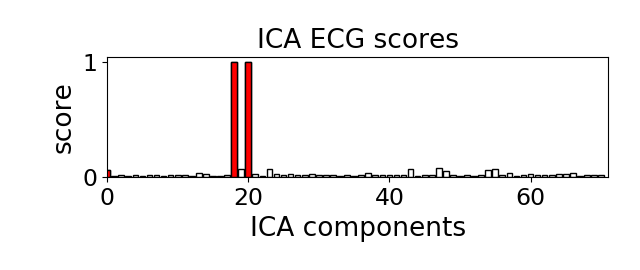 ICA ECG scores
1
score
0
0 20 40 60
ICA components